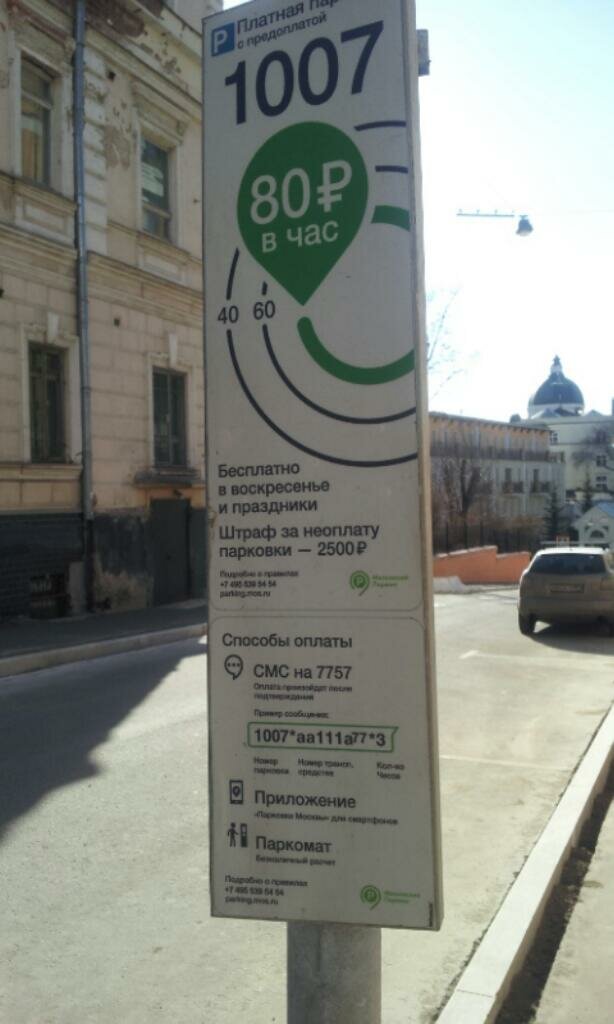 P Платная пар
с предоплатой
1007
80₽
в час
40 60
Бесплатно
в воскресенье
и праздники
Штраф за неоплату
парковки — 2500₽
Подробно о правилах
+7 495 539 54 54
parking.mos.ru
Московский
Паркинг
Способы оплаты
СМС на 7757
Оплата произойдет после
подтверждения
Пример сообщения:
1007*аа111а77*3
Номер парковки
Номер трансп. средства
Кол-во Часов
Приложение
«Парковки Москвы» для смартфонов
Паркомат
Безналичный расчет
Подробно о правилах
+7 495 539 54 54
parking.mos.ru
Московский
Паркинг